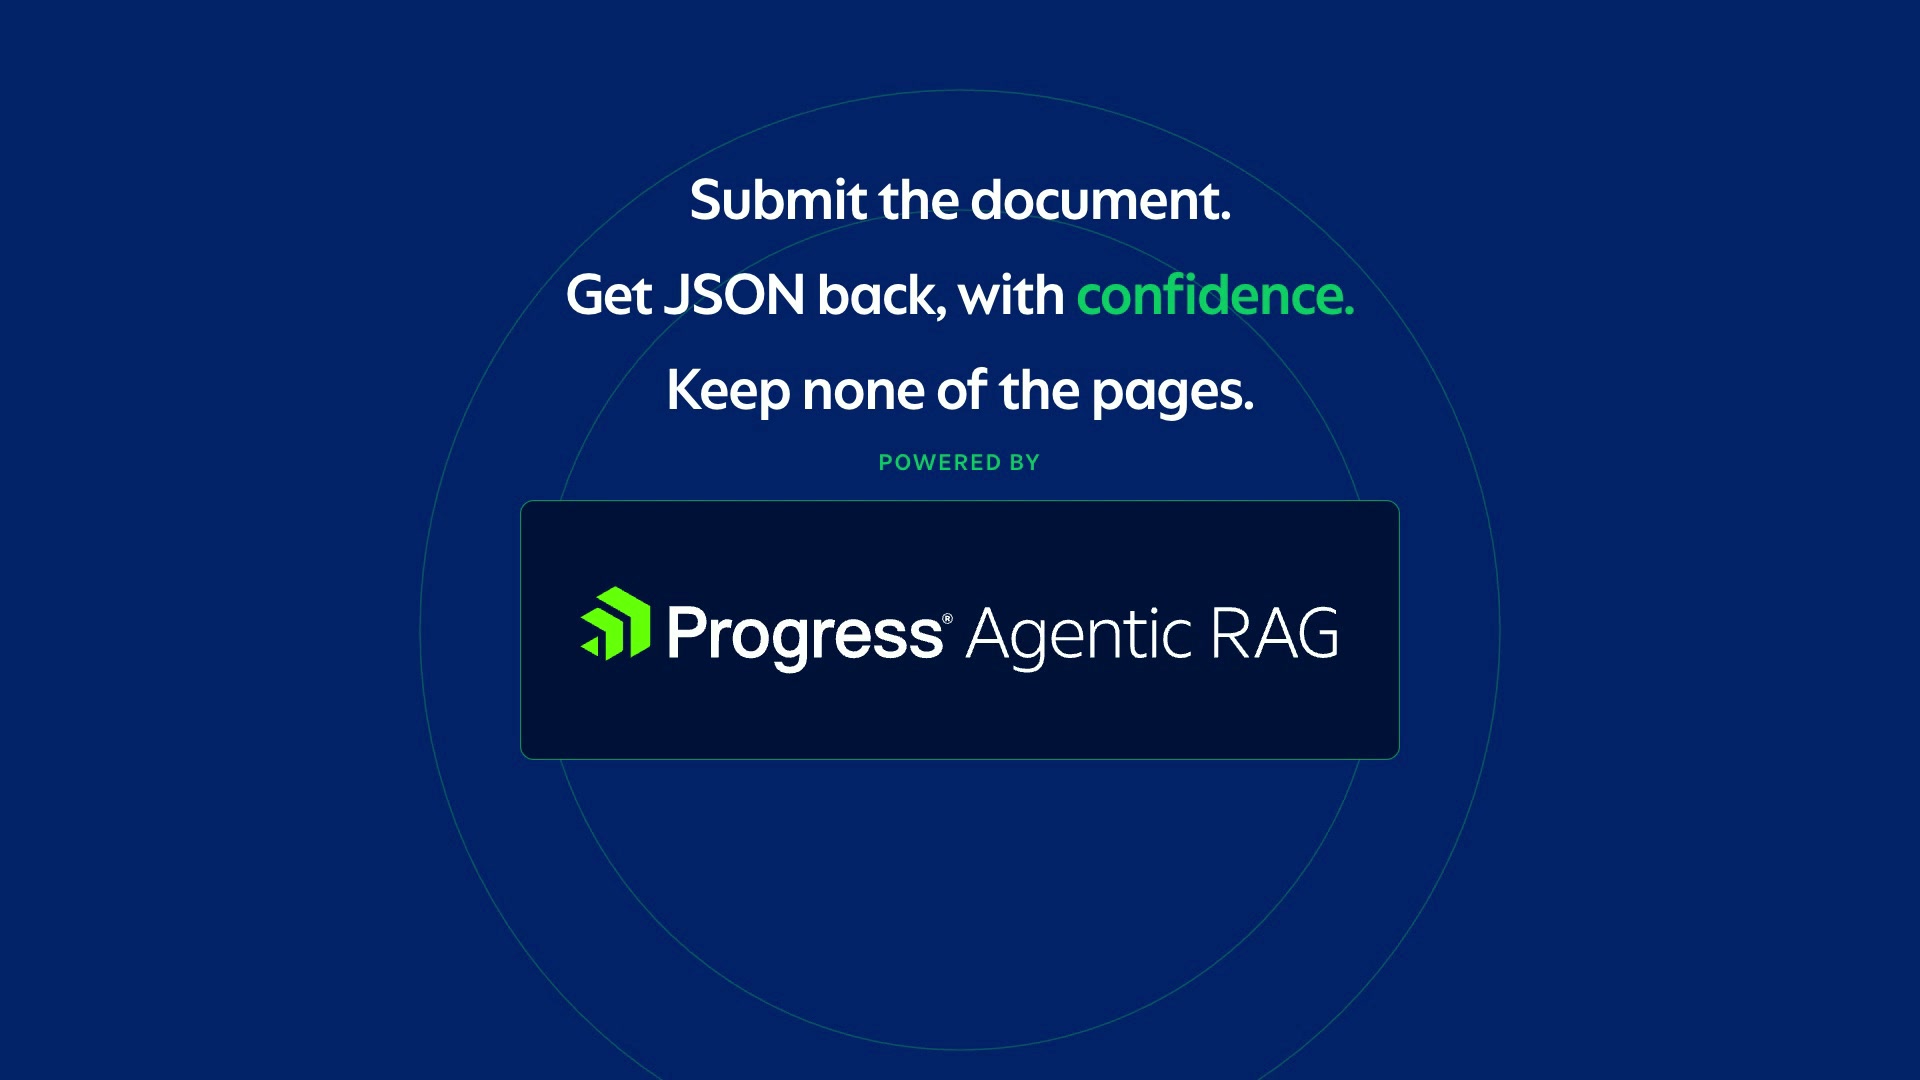 Submit the document.
Get JSON back, with confidence.
Keep none of the pages.
POWERED BY
Progress® Agentic RAG